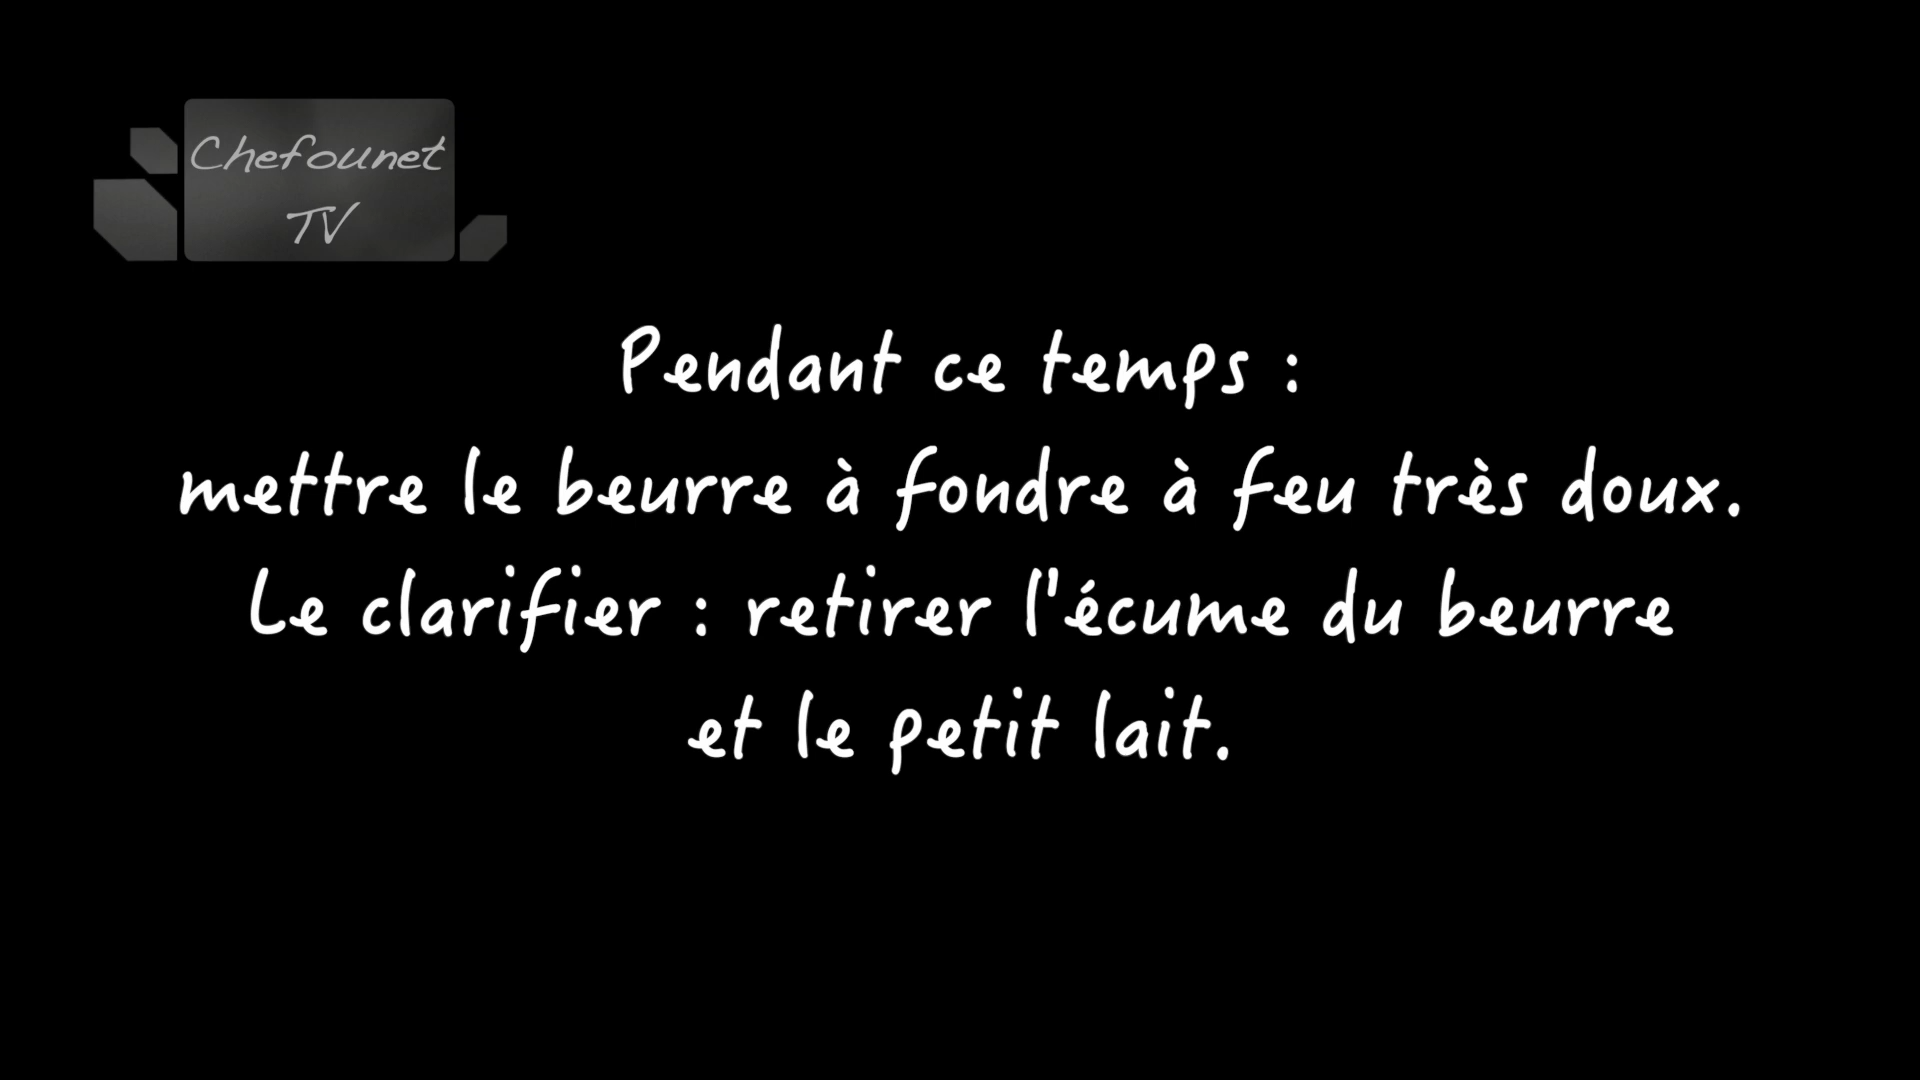 Chefounet
TV
Pendant ce temps :
mettre le beurre à fondre à feu très doux.
Le clarifier : retirer l'écume du beurre
et le petit lait.